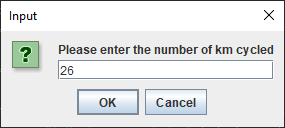 Input
Please enter the number of km cycled
26
OK Cancel